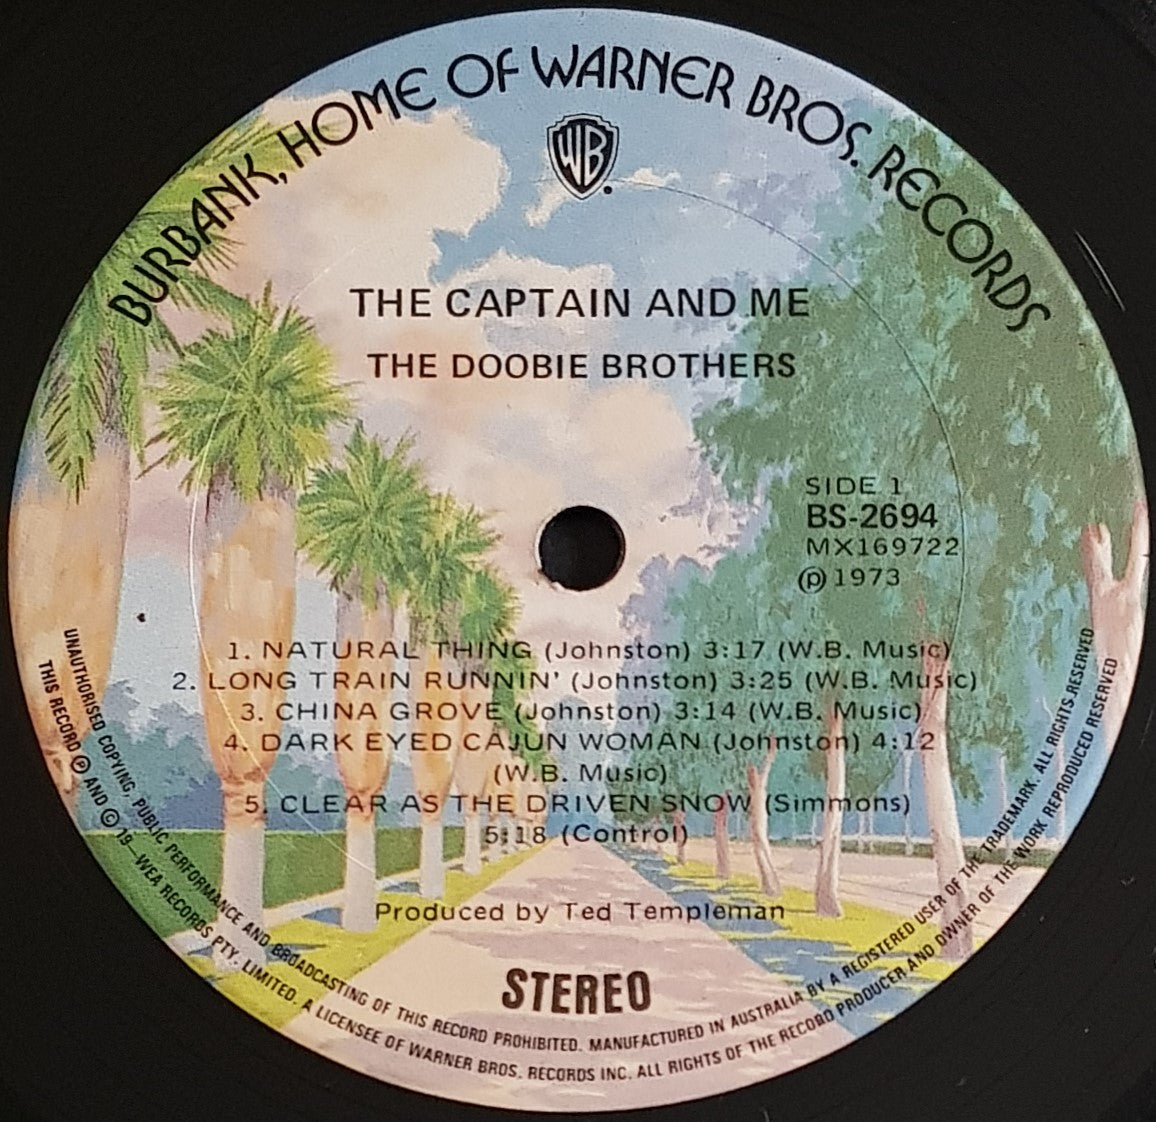 BURBANK, HOME OF WARNER BROS. RECORDS
WB
THE CAPTAIN AND ME
THE DOOBIE BROTHERS
SIDE 1
BS-2694
MX169722
℗ 1973
1. NATURAL THING (Johnston) 3:17 (W.B. Music)
2. LONG TRAIN RUNNIN' (Johnston) 3:25 (W.B. Music)
3. CHINA GROVE (Johnston) 3:14 (W.B. Music)
4. DARK EYED CAJUN WOMAN (Johnston) 4:12
(W.B. Music)
5. CLEAR AS THE DRIVEN SNOW (Simmons)
5:18 (Control)
Produced by Ted Templeman
STEREO
UNAUTHORISED COPYING, PUBLIC PERFORMANCE AND BROADCASTING OF THIS RECORD PROHIBITED. MANUFACTURED IN AUSTRALIA BY A REGISTERED USER OF THE TRADEMARK. ALL RIGHTS RESERVED
THIS RECORD ℗ AND © 19—WEA RECORDS PTY. LIMITED. A LICENSEE OF WARNER BROS. RECORDS INC. ALL RIGHTS OF THE RECORD PRODUCER AND OWNER OF THE WORK REPRODUCED RESERVED